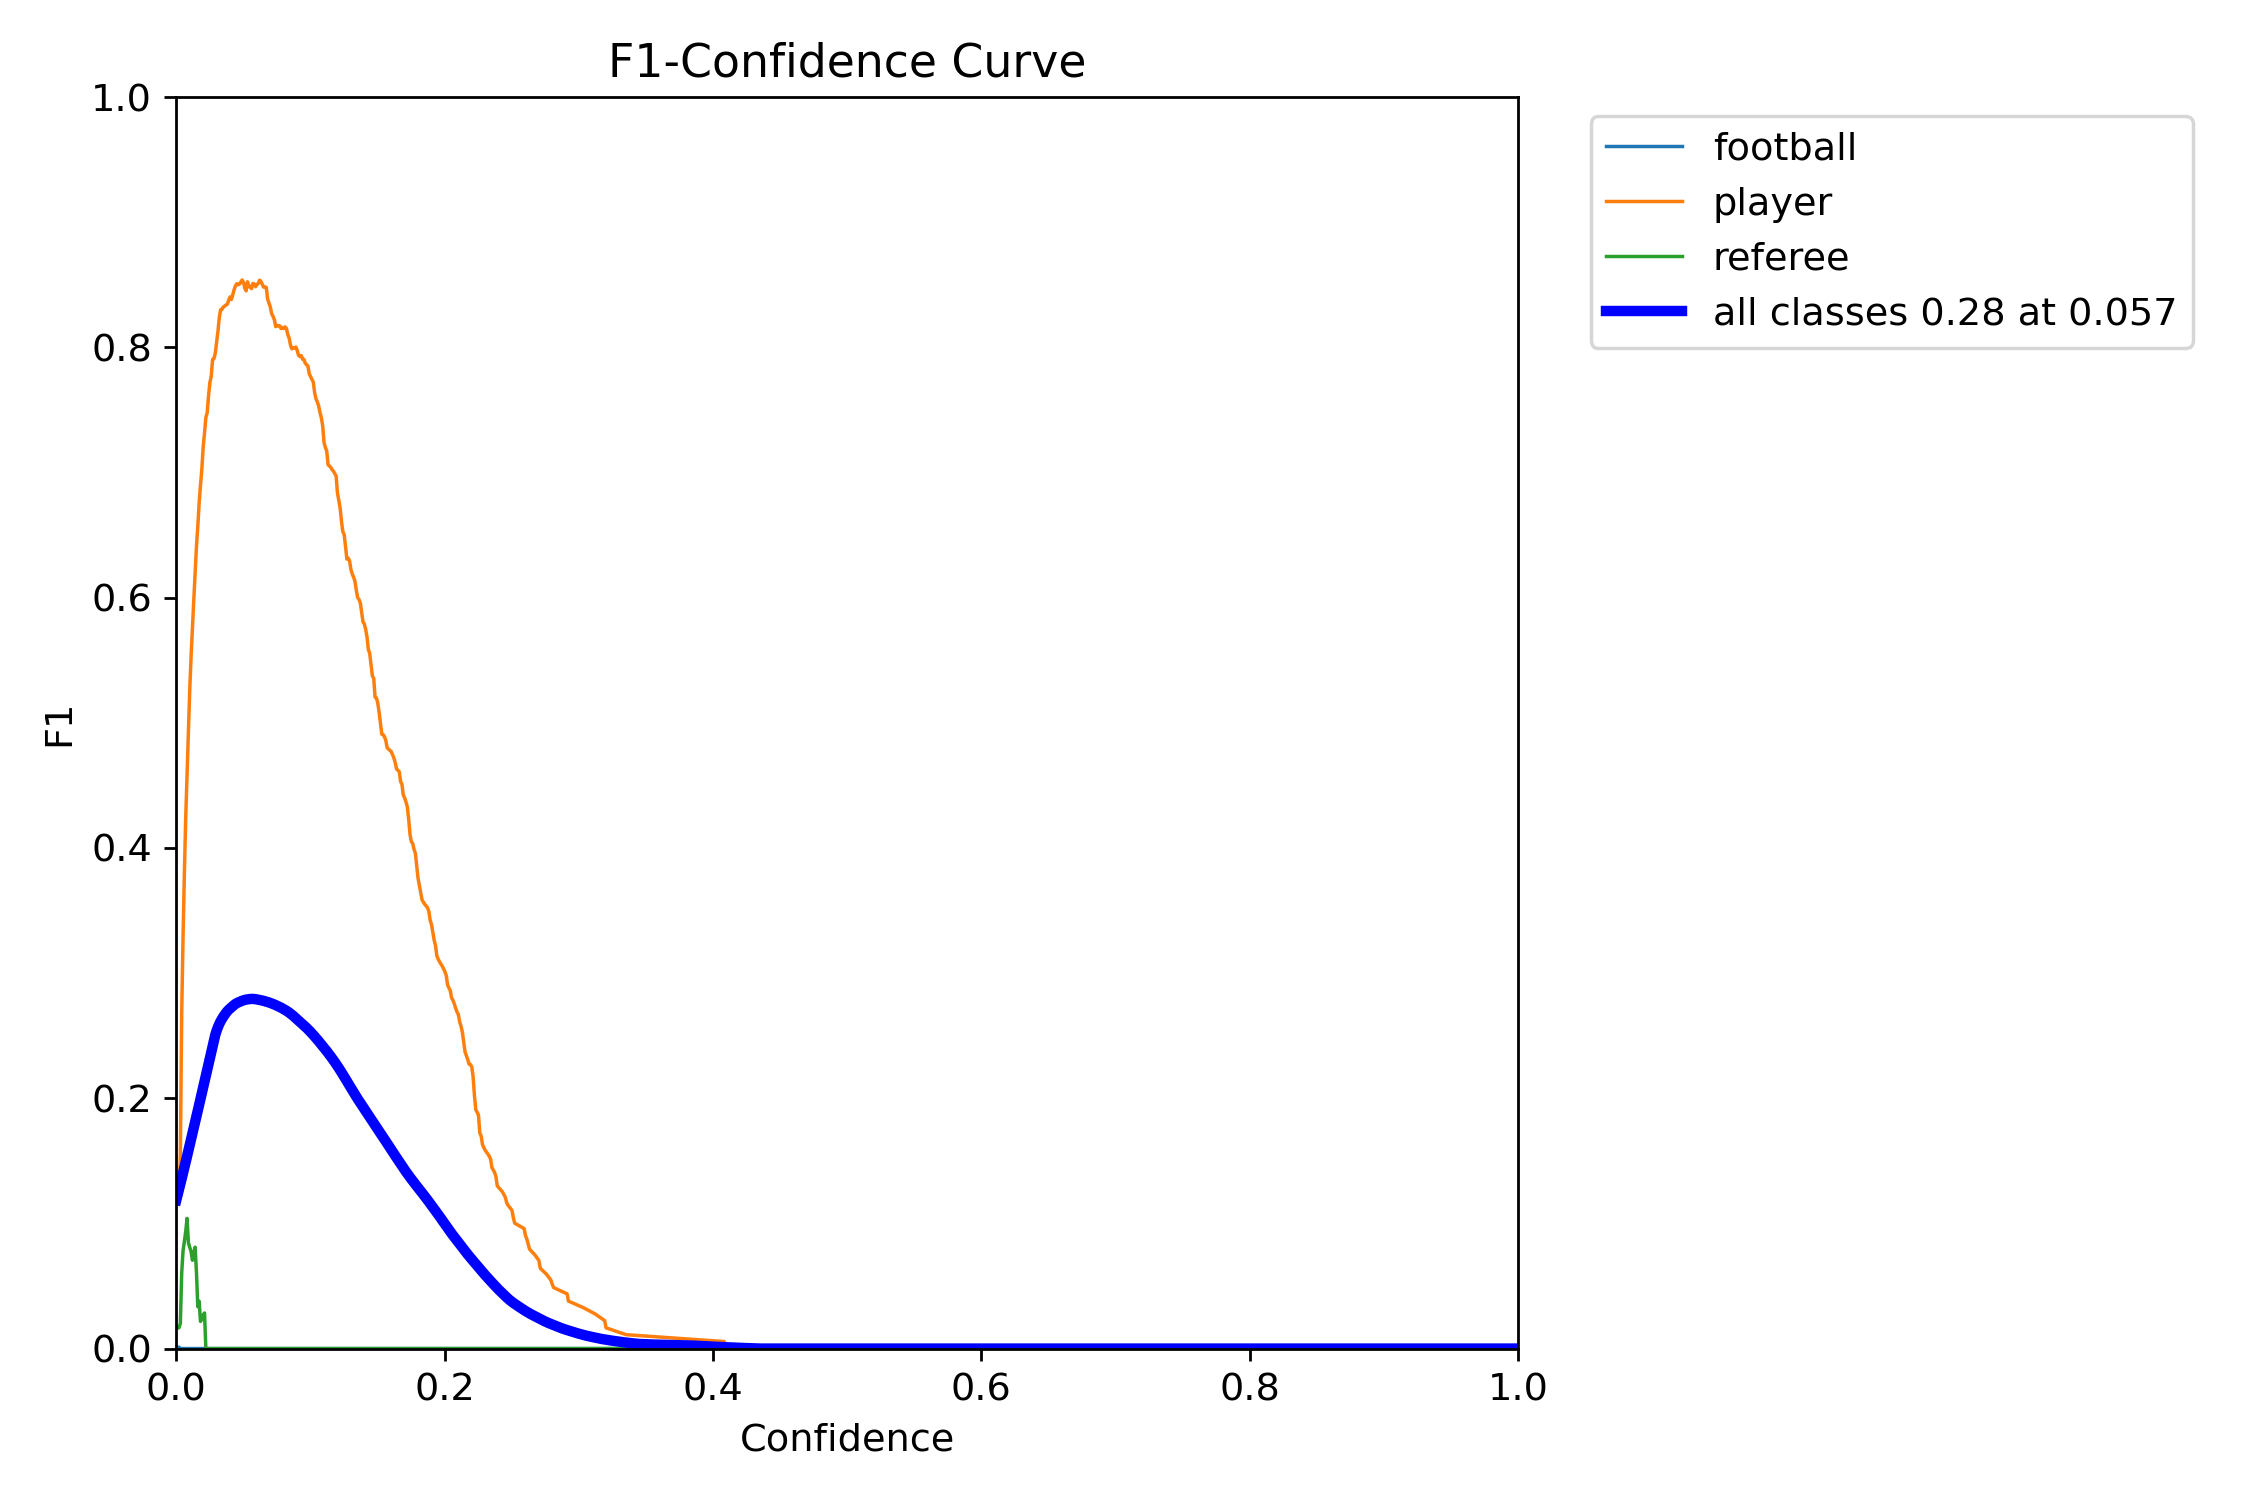 F1-Confidence Curve
1.0
0.8
0.6
0.4
0.2
0.0
F1
0.0 0.2 0.4 0.6 0.8 1.0
Confidence
football
player
referee
all classes 0.28 at 0.057